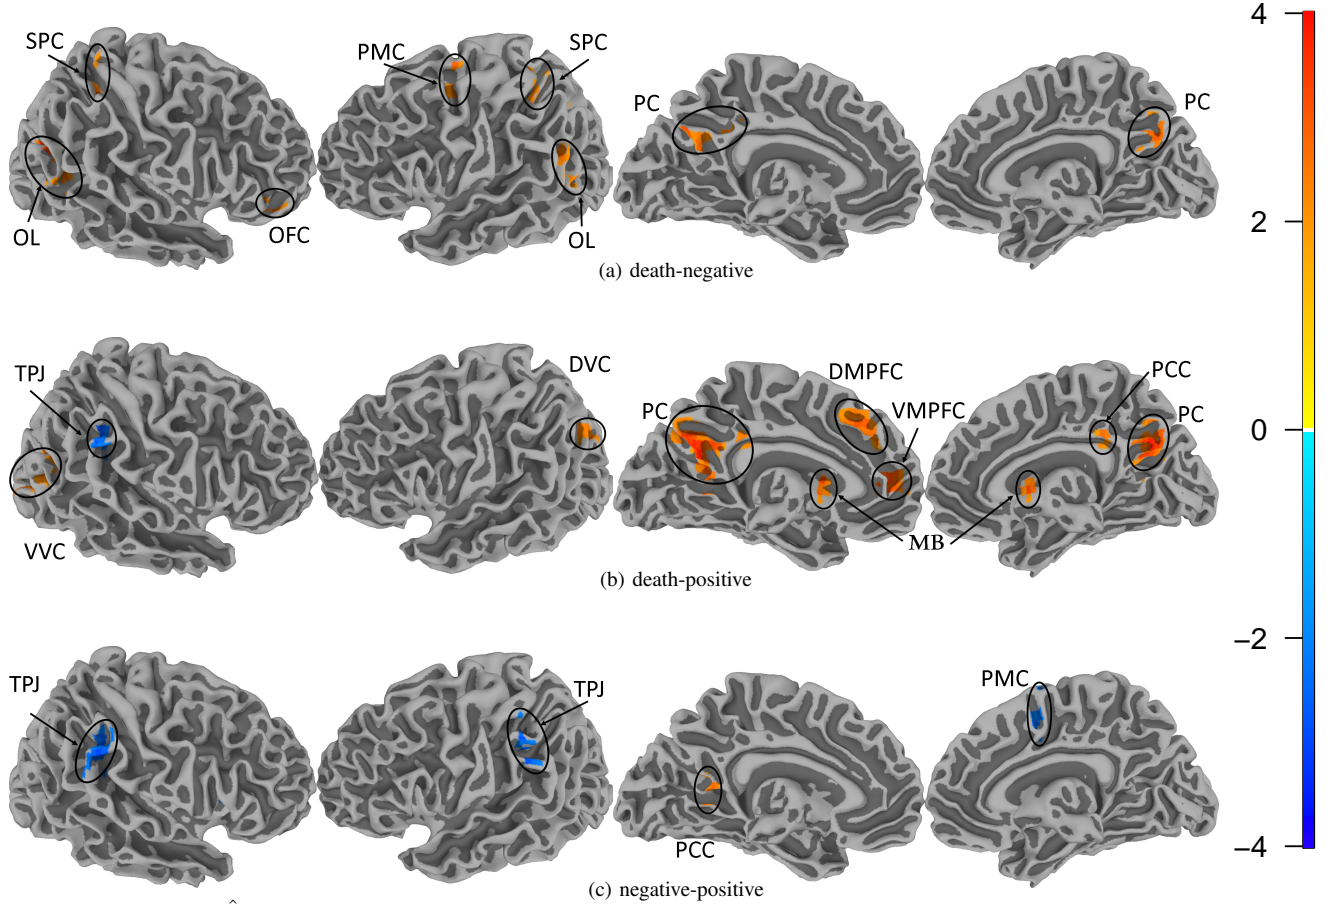 SPC
PMC
SPC
PC
PC
OL
OFC
OL
(a) death-negative
TPJ
DVC
DMPFC
PCC
PC
VMPFC
PC
VVC
MB
(b) death-positive
TPJ
TPJ
PMC
PCC
(c) negative-positive
^
4
2
0
−2
−4